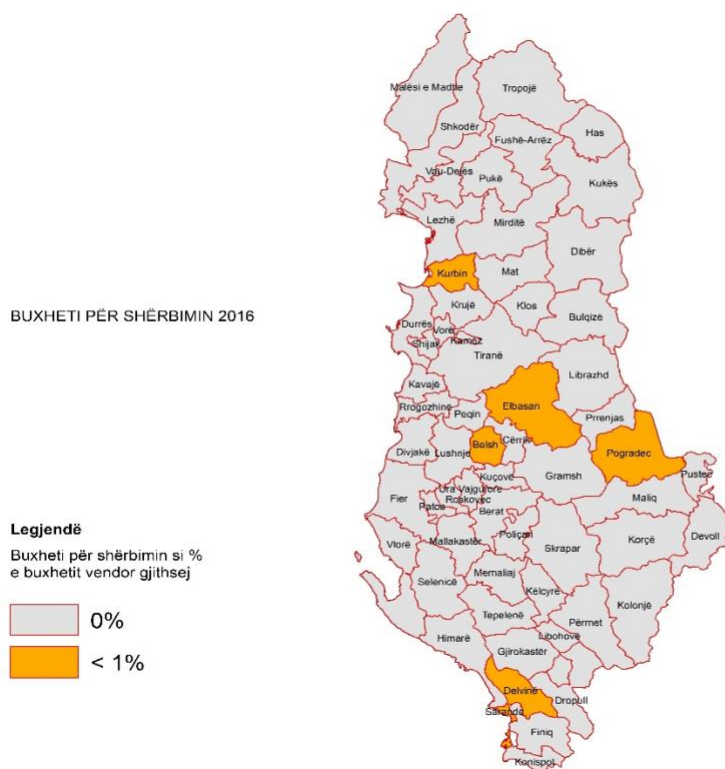 Malësi e Madhe
Tropojë
Shkodër
Has
Fushë-Arrëz
Vau-Dejës
Pukë
Kukës
Lezhë
Mirditë
Dibër
Kurbin
Mat
Krujë
Klos
Bulqizë
BUXHETI PËR SHËRBIMIN 2016
Durrës
Vorë
Shijak
Kamëz
Tiranë
Librazhd
Kavajë
Rrogozhinë
Peqin
Elbasan
Prrenjas
Divjakë
Lushnje
Belsh
Cërrik
Pogradec
Pustec
Kuçovë
Gramsh
Ura Vajgurore
Fier
Roskovec
Maliq
Patos
Berat
Legjendë
Buxheti për shërbimin si %
e buxhetit vendor gjithsej
0%
< 1%
Vlorë
Mallakastër
Poliçan
Skrapar
Korçë
Devoll
Selenicë
Memaliaj
Këlcyrë
Kolonjë
Tepelenë
Përmet
Himarë
Libohovë
Gjirokastër
Delvinë
Dropull
Sarandë
Finiq
Konispol